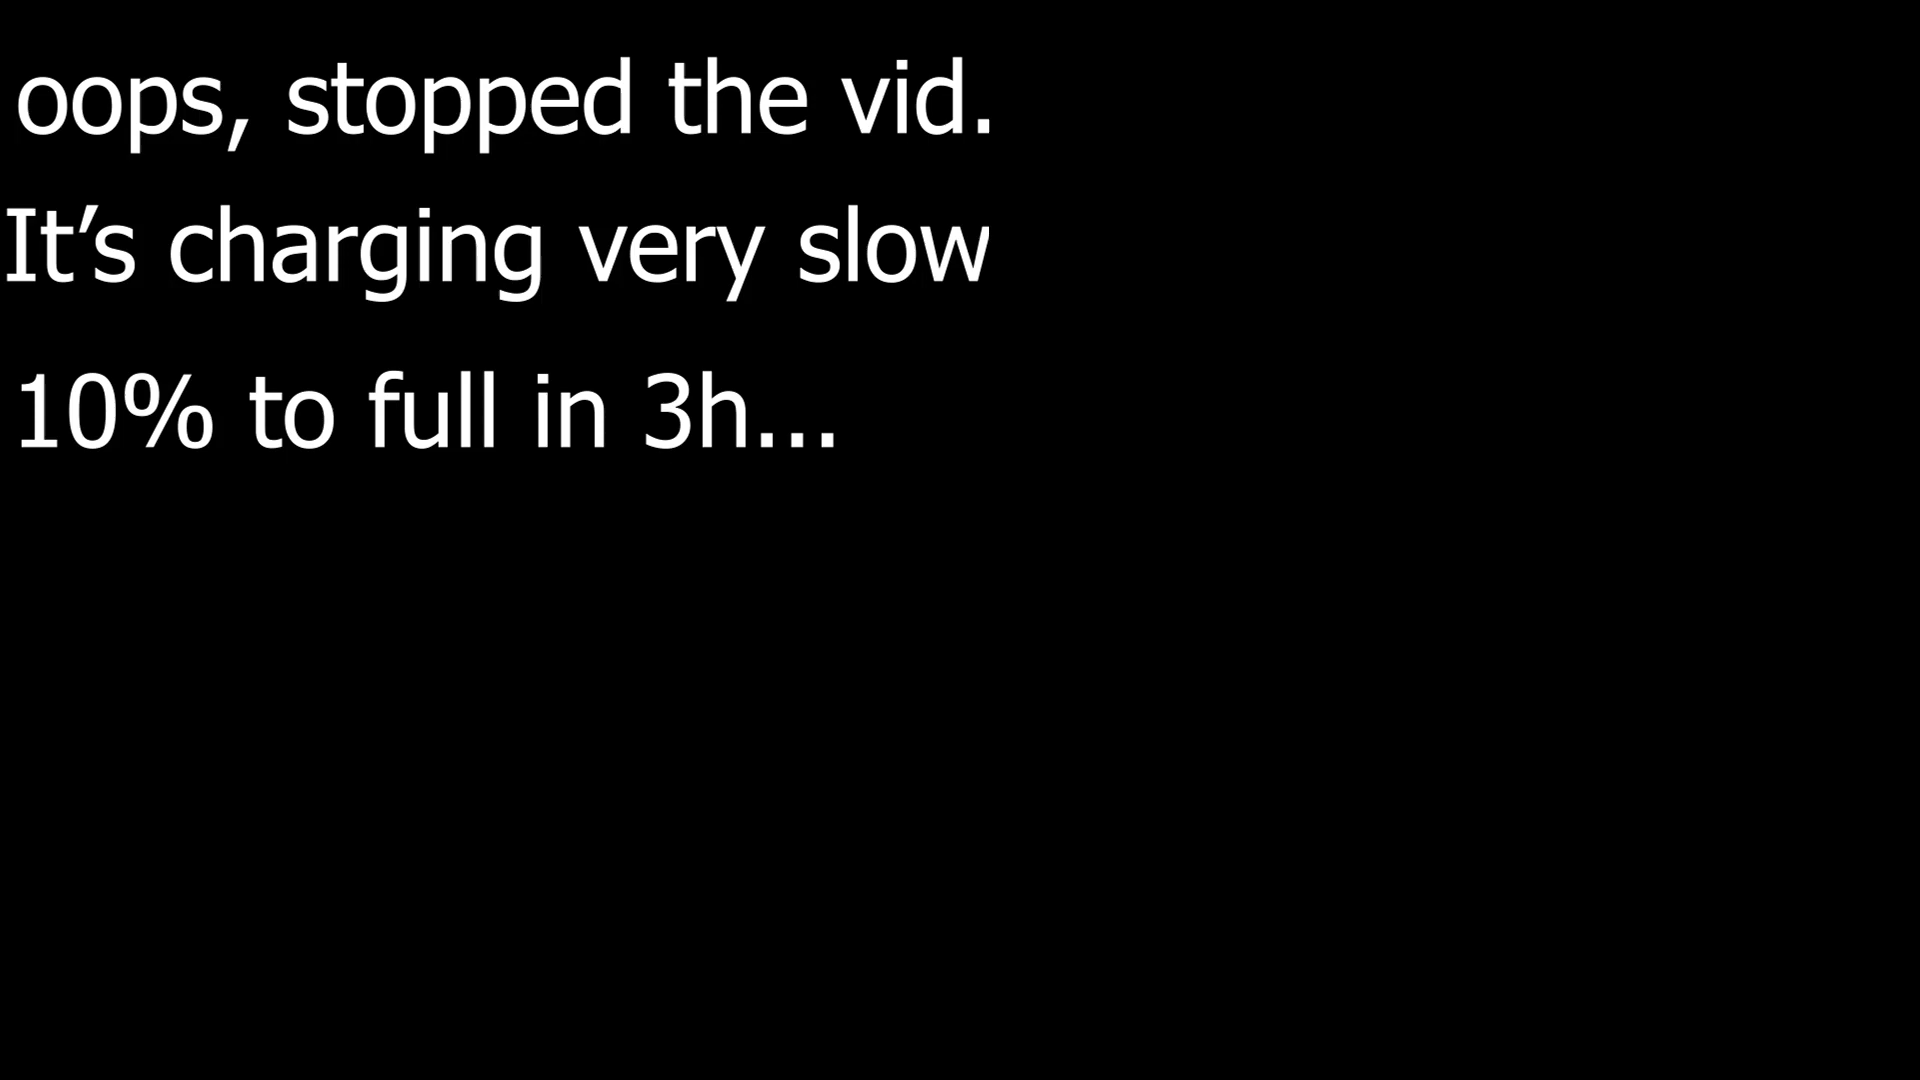 oops, stopped the vid.
It’s charging very slow
10% to full in 3h...